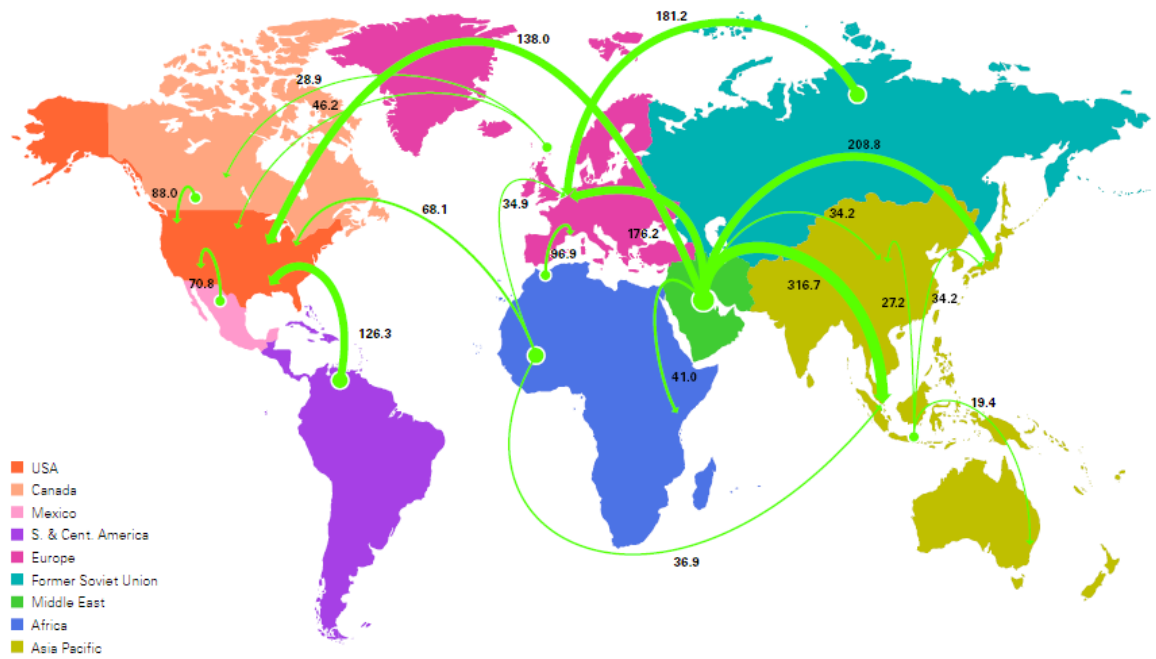 181.2
138.0
28.9
46.2
208.8
88.0
34.9
68.1
34.2
176.2
96.9
70.8
316.7
27.2
34.2
126.3
41.0
19.4
36.9
USA
Canada
Mexico
S. & Cent. America
Europe
Former Soviet Union
Middle East
Africa
Asia Pacific